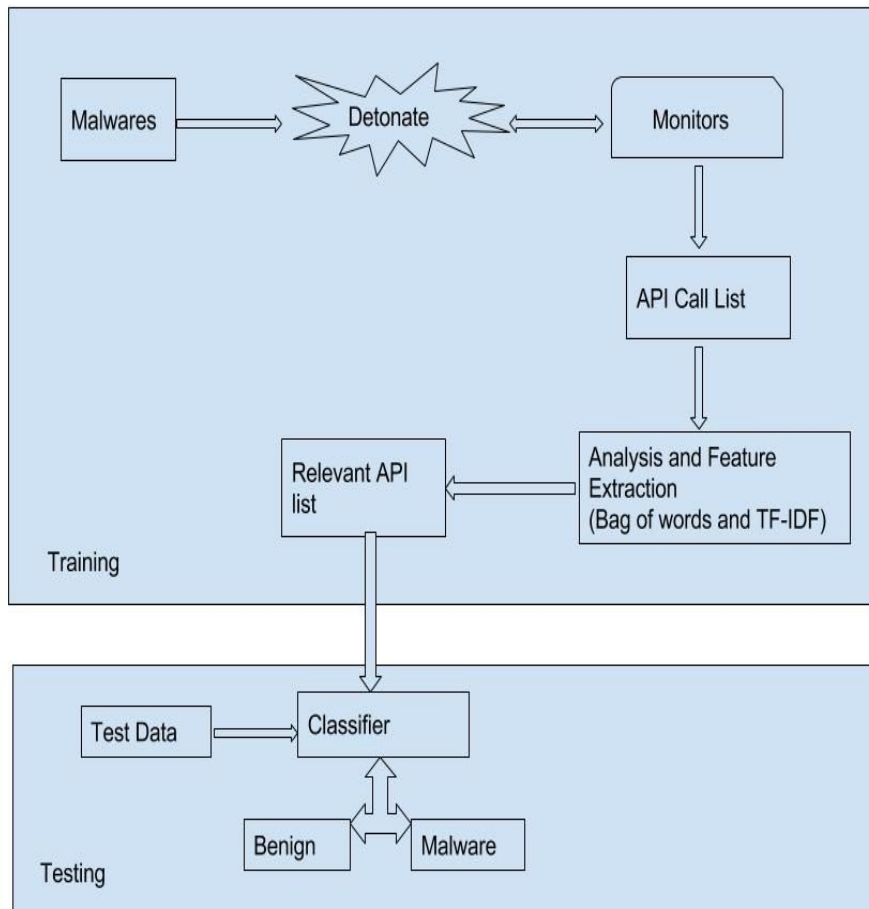 Malwares
Detonate
Monitors
API Call List
Analysis and Feature
Extraction
(Bag of words and TF-IDF)
Relevant API
list
Training
Test Data
Classifier
Benign
Malware
Testing